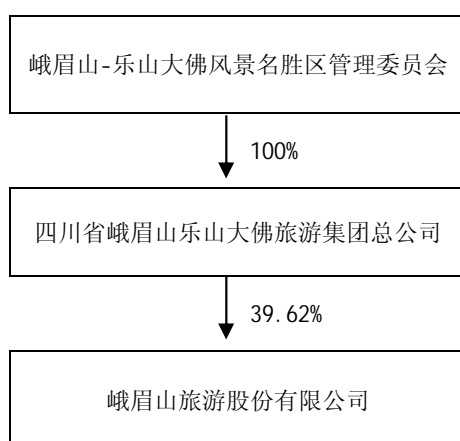 峨眉山-乐山大佛风景名胜区管理委员会
100%
四川省峨眉山乐山大佛旅游集团总公司
39.62%
峨眉山旅游股份有限公司